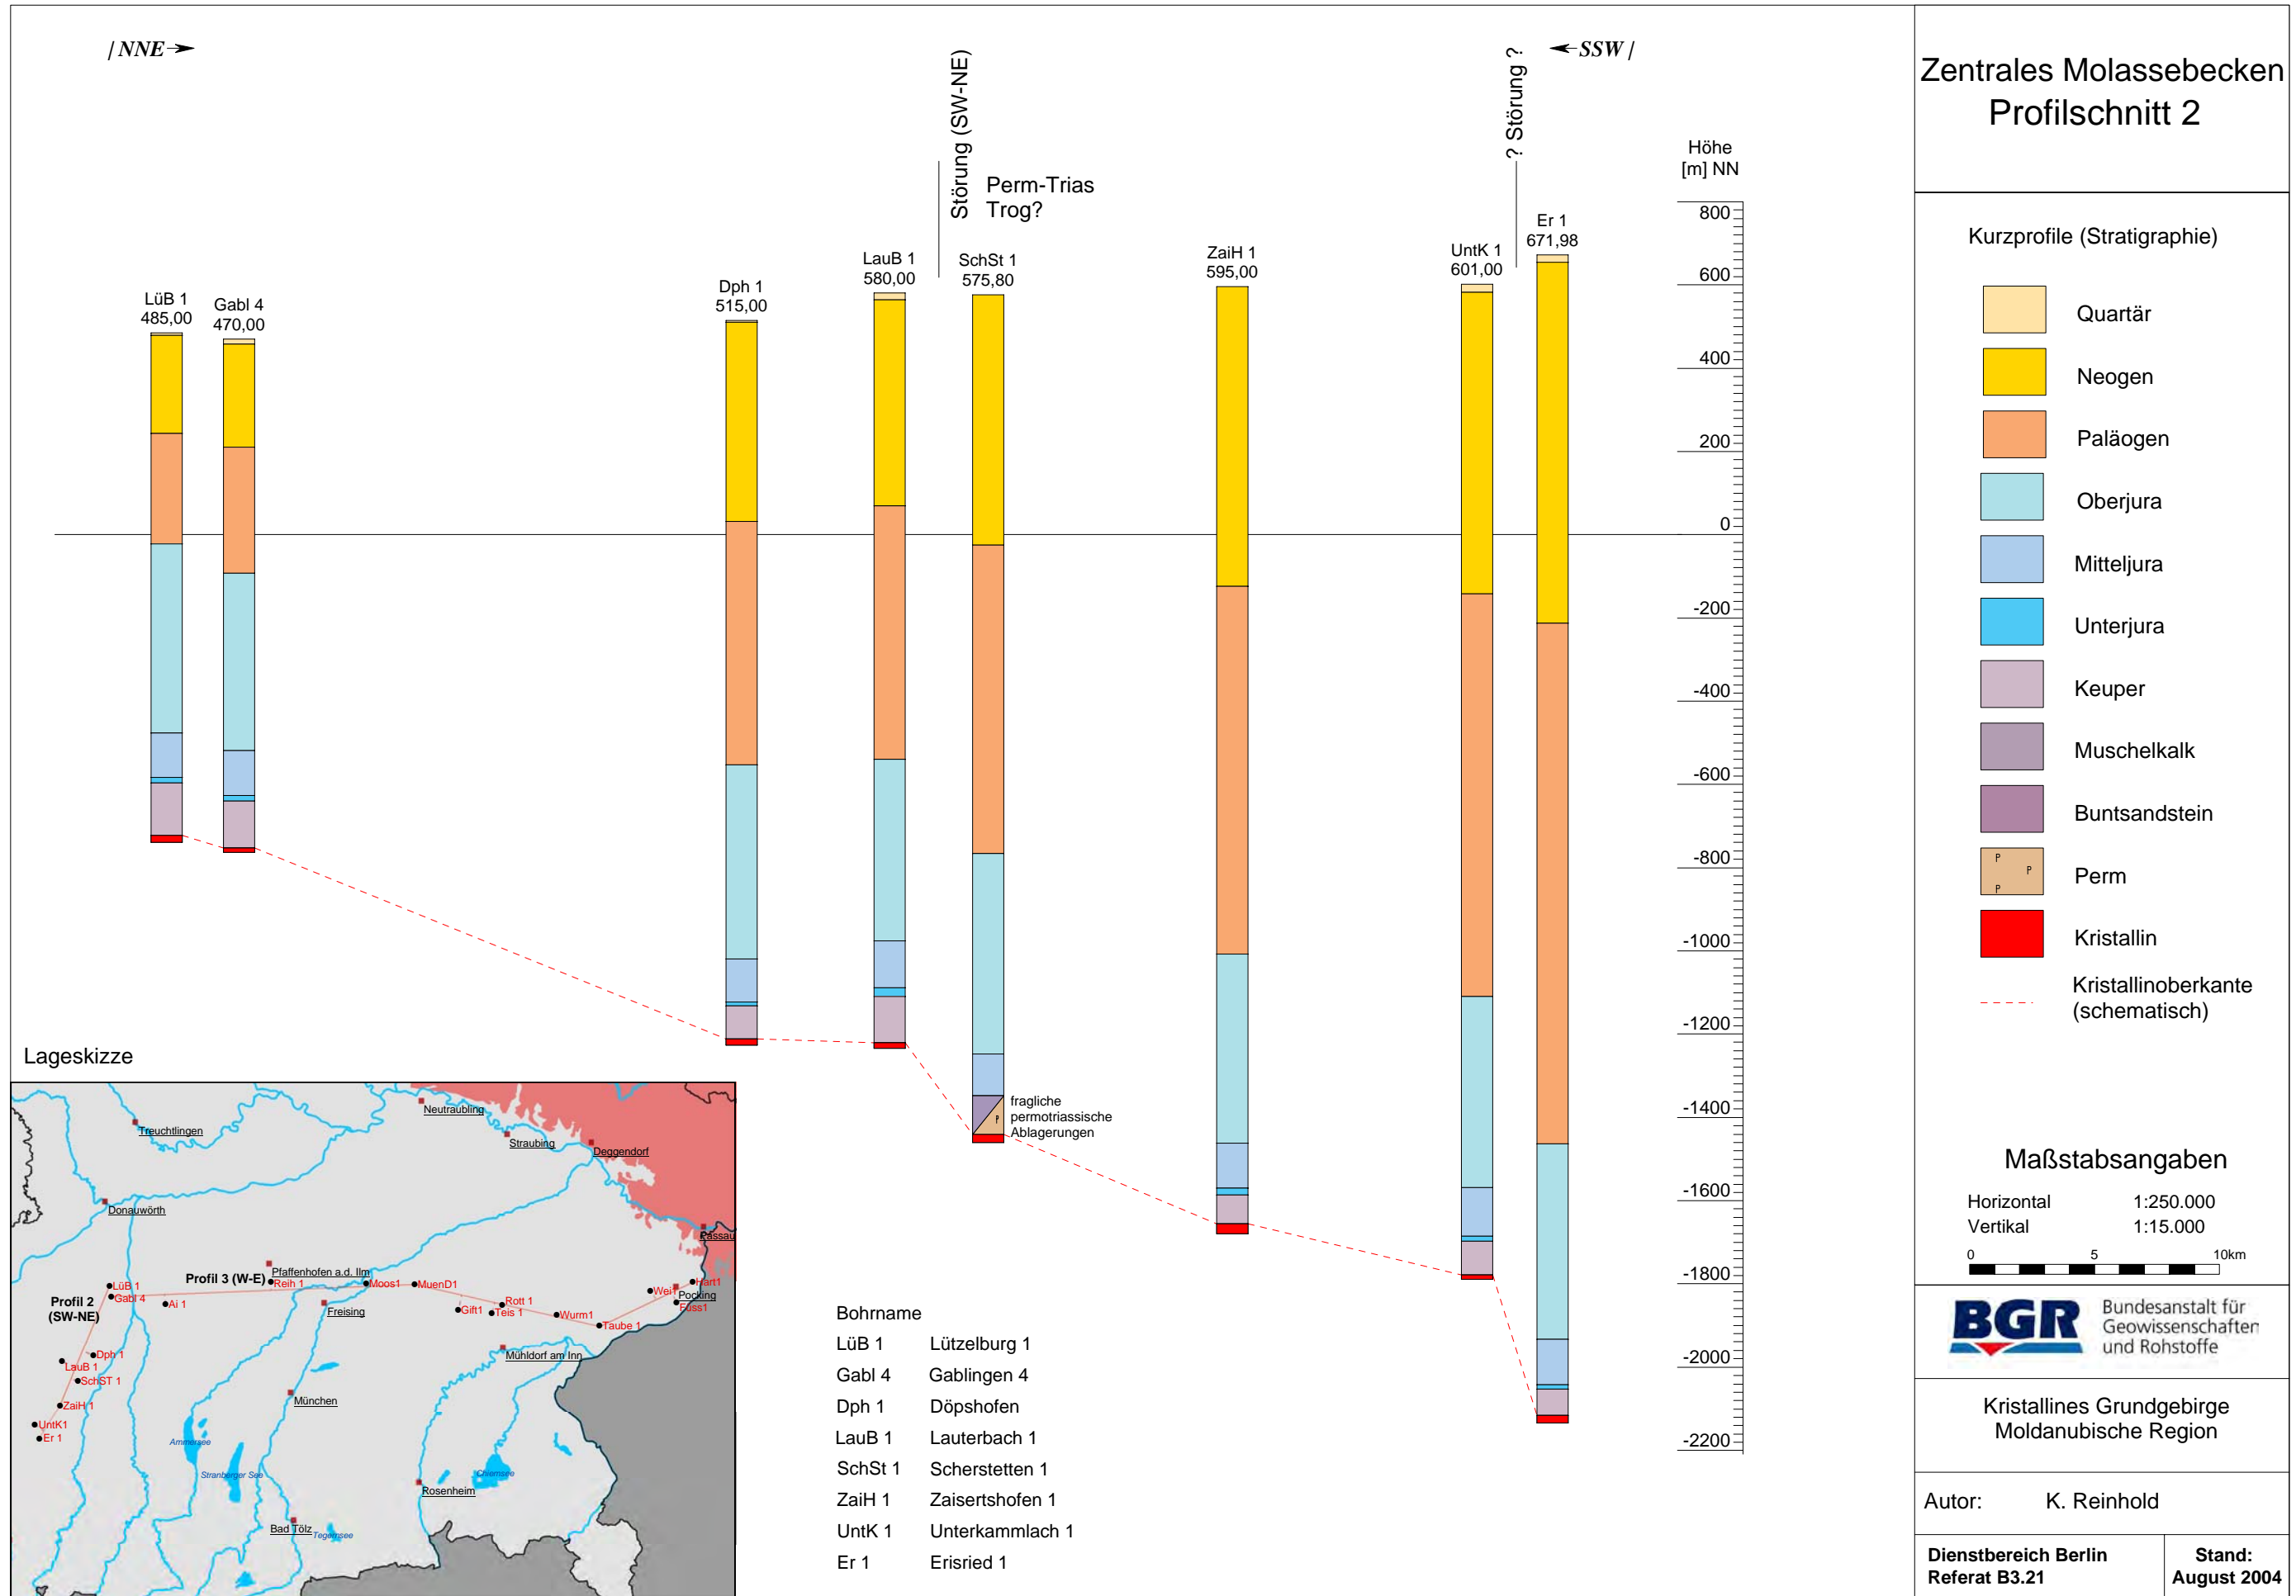 / NNE
SSW /
Störung (SW-NE)
? Störung ?
Perm-Trias
Trog?
LüB 1
485,00
Gabl 4
470,00
Dph 1
515,00
LauB 1
580,00
SchSt 1
575,80
ZaiH 1
595,00
UntK 1
601,00
Er 1
671,98
Höhe
[m] NN
800
600
400
200
0
-200
-400
-600
-800
-1000
-1200
-1400
-1600
-1800
-2000
-2200
P
fragliche
permotriassische
Ablagerungen
Lageskizze
Neutraubling
Treuchtlingen
Straubing
Deggendorf
Donauwörth
Passau
Pfaffenhofen a.d. Ilm
Profil 3 (W-E)
Reih 1
Moos1
MuenD1
Hart1
Wei1
Pocking
Füss1
LüB 1
Gabl 4
Ai 1
Profil 2
(SW-NE)
Freising
Gift1
Rott 1
Teis 1
Wurm1
Taube 1
Mühldorf am Inn
Dph 1
LauB 1
SchST 1
München
ZaiH 1
UntK1
Er 1
Ammersee
Stranberger See
Chiemsee
Rosenheim
Bad Tölz
Tegernsee
Bohrname
LüB 1 Lützelburg 1
Gabl 4 Gablingen 4
Dph 1 Döpshofen
LauB 1 Lauterbach 1
SchSt 1 Scherstetten 1
ZaiH 1 Zaisertshofen 1
UntK 1 Unterkammlach 1
Er 1 Erisried 1
Zentrales Molassebecken
Profilschnitt 2
Kurzprofile (Stratigraphie)
Quartär
Neogen
Paläogen
Oberjura
Mitteljura
Unterjura
Keuper
Muschelkalk
Buntsandstein
P P P
Perm
Kristallin
Kristallinoberkante
(schematisch)
Maßstabsangaben
Horizontal 1:250.000
Vertikal 1:15.000
0 5 10km
BGR
Bundesanstalt für
Geowissenschaften
und Rohstoffe
Kristallines Grundgebirge
Moldanubische Region
Autor: K. Reinhold
Dienstbereich Berlin
Referat B3.21
Stand:
August 2004